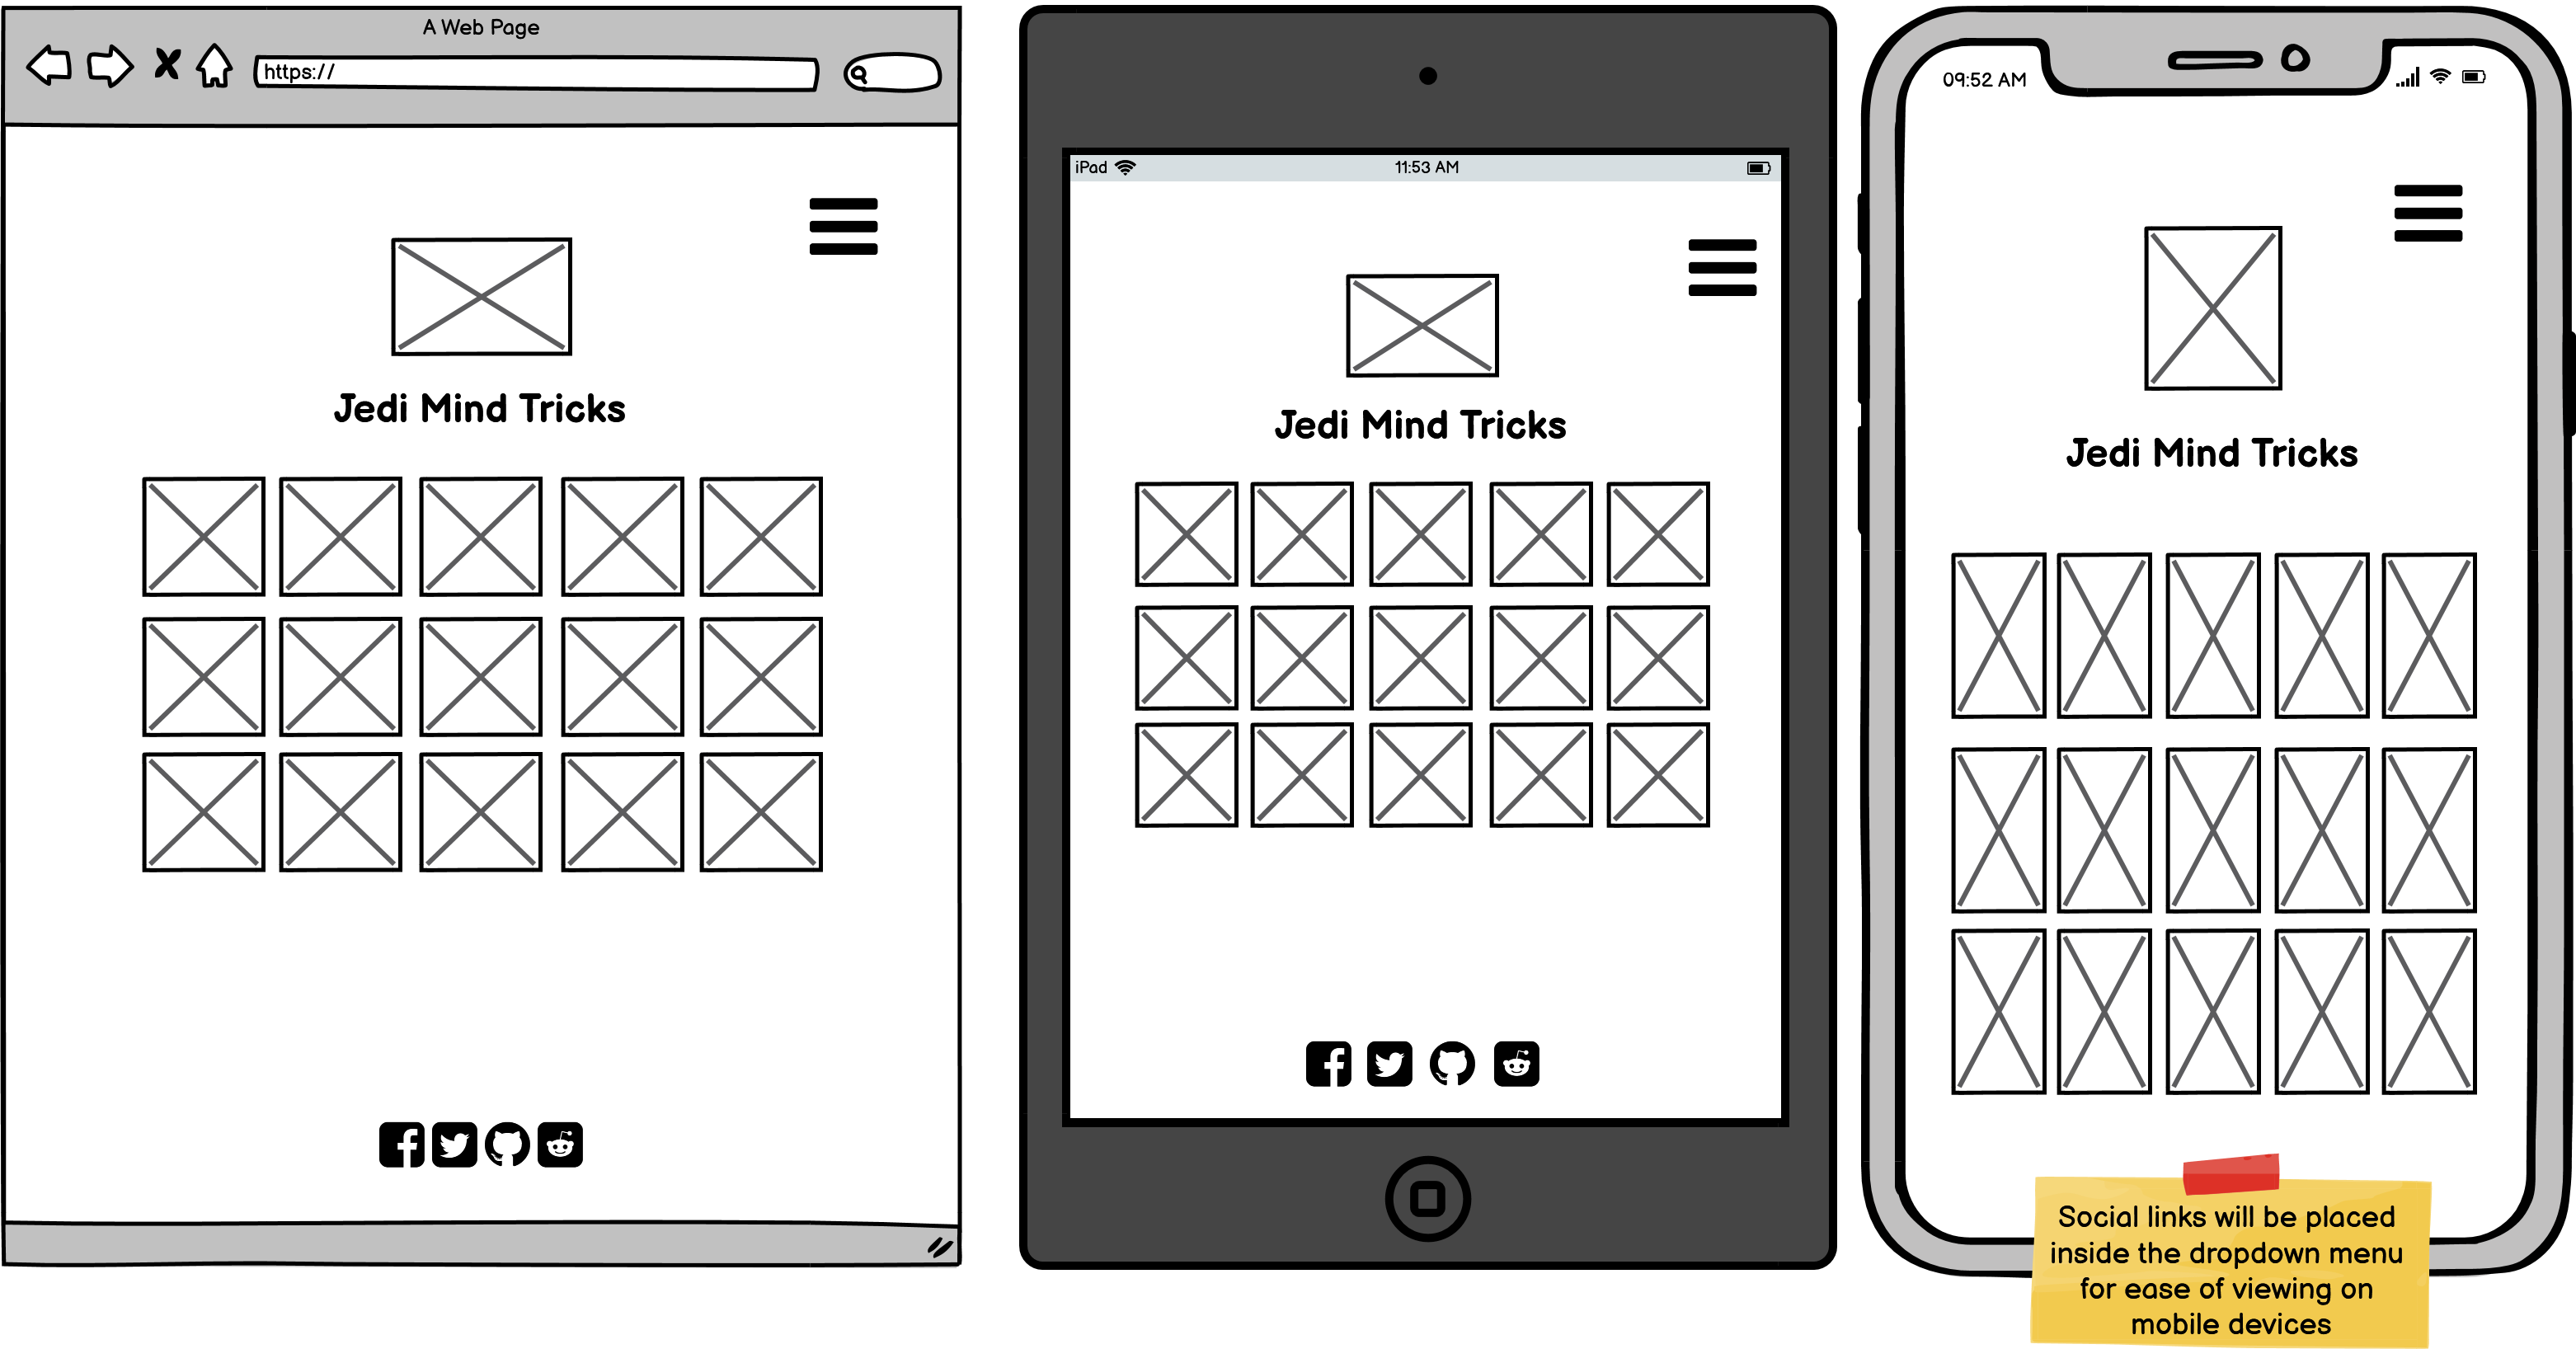 A Web Page
https://
Jedi Mind Tricks
iPad
11:53 AM
Jedi Mind Tricks
09:52 AM
Jedi Mind Tricks
Social links will be placed
inside the dropdown menu
for ease of viewing on
mobile devices